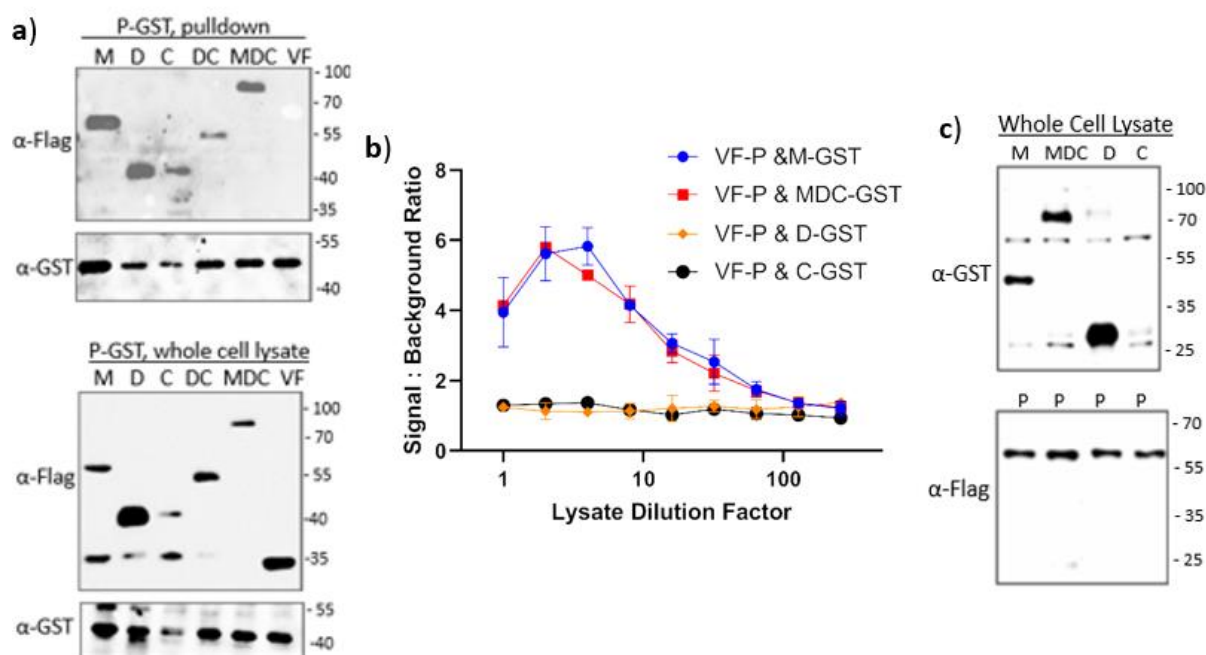 a)
P-GST, pulldown
M D C DC MDC VF
α-Flag
- 100
- 70
- 55
- 40
-35
α-GST
-55
40
P-GST, whole cell lysate
M D C DC MDC VF
α-Flag
- 100
- 70
-55
- 40
-35
α-GST
-55
-40
b)
Signal : Background Ratio
8
6
4
2
0
1 10 100
Lysate Dilution Factor
VF-P &M-GST
VF-P & MDC-GST
VF-P & D-GST
VF-P & C-GST
c)
Whole Cell Lysate
M MDC D C
α-GST
- 100
- 70
- 55
- 35
- 25
P P P P
α-Flag
- 70
- 55
- 35
- 25